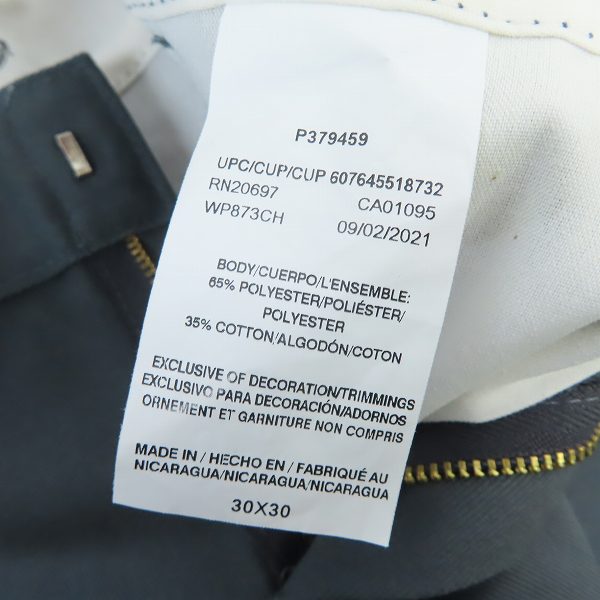 P379459
UPC/CUP/CUP 607645518732
RN20697 CA01095
WP873CH 09/02/2021
BODY/CUERPO/L'ENSEMBLE:
65% POLYESTER/POLIÉSTER/
POLYESTER
35% COTTON/ALGODÓN/COTON
EXCLUSIVE OF DECORATION/TRIMMINGS
EXCLUSIVO PARA DECORACIÓN/ADORNOS
ORNEMENT ET GARNITURE NON COMPRIS
MADE IN / HECHO EN / FABRIQUÉ AU
NICARAGUA/NICARAGUA/NICARAGUA
30X30